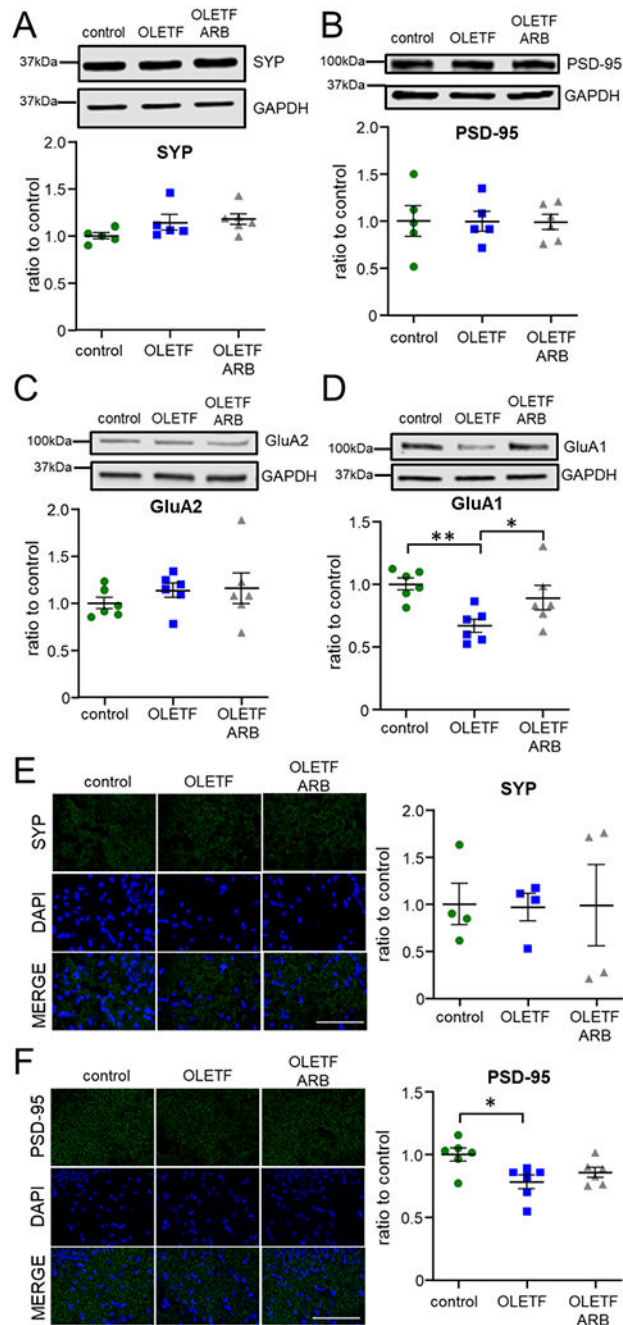 A
control OLETF OLETF ARB
37kDa SYP
37kDa GAPDH
SYP
ratio to control
2.0
1.5
1.0
0.5
0
control OLETF OLETF ARB
B
control OLETF OLETF ARB
100kDa PSD-95
37kDa GAPDH
PSD-95
ratio to control
2.0
1.5
1.0
0.5
0
control OLETF OLETF ARB
C
control OLETF OLETF ARB
100kDa GluA2
37kDa GAPDH
GluA2
ratio to control
2.0
1.5
1.0
0.5
0
control OLETF OLETF ARB
D
control OLETF OLETF ARB
100kDa GluA1
37kDa GAPDH
GluA1
ratio to control
1.5
1.0
0.5
0
** *
control OLETF OLETF ARB
E
control OLETF OLETF ARB
SYP
DAPI
MERGE
SYP
ratio to control
2.0
1.5
1.0
0.5
0
control OLETF OLETF ARB
F
control OLETF OLETF ARB
PSD-95
DAPI
MERGE
PSD-95
ratio to control
1.5
1.0
0.5
0
*
control OLETF OLETF ARB